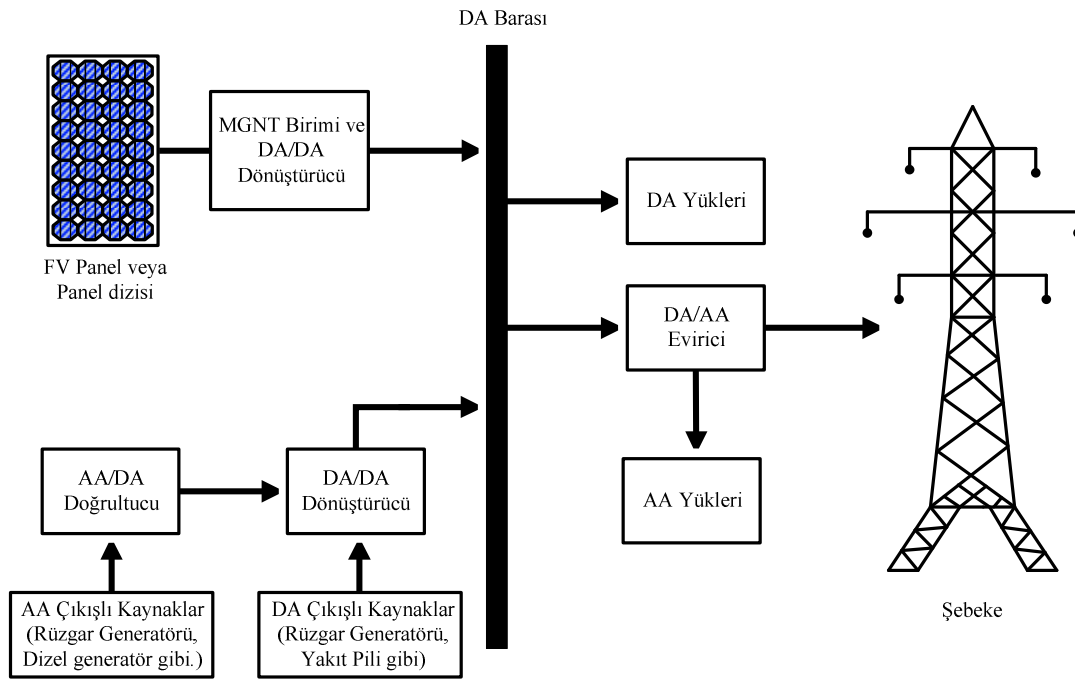 DA Barası
MGNT Birimi ve
DA/DA
Dönüştürücü
FV Panel veya
Panel dizisi
DA Yükleri
DA/AA
Evirici
AA/DA
Doğrultucu
DA/DA
Dönüştürücü
AA Yükleri
AA Çıkışlı Kaynaklar
(Rüzgar Generatörü,
Dizel generatör gibi.)
DA Çıkışlı Kaynaklar
(Rüzgar Generatörü,
Yakıt Pili gibi)
Şebeke